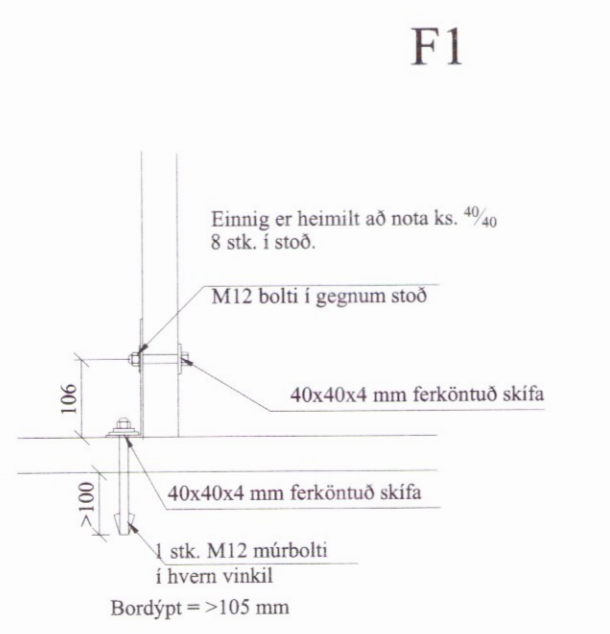 F1
Einnig er heimilt að nota ks. 40/40
8 stk. í stoð.
M12 bolti í gegnum stoð
106
40x40x4 mm ferköntuð skífa
>100
40x40x4 mm ferköntuð skífa
1 stk. M12 múrbolti
í hvern vinkil
Bordýpt = >105 mm